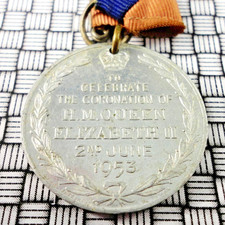 TO
CELEBRATE
THE CORONATION OF
H.M.QUEEN
ELIZABETH II
2ND JUNE
1953